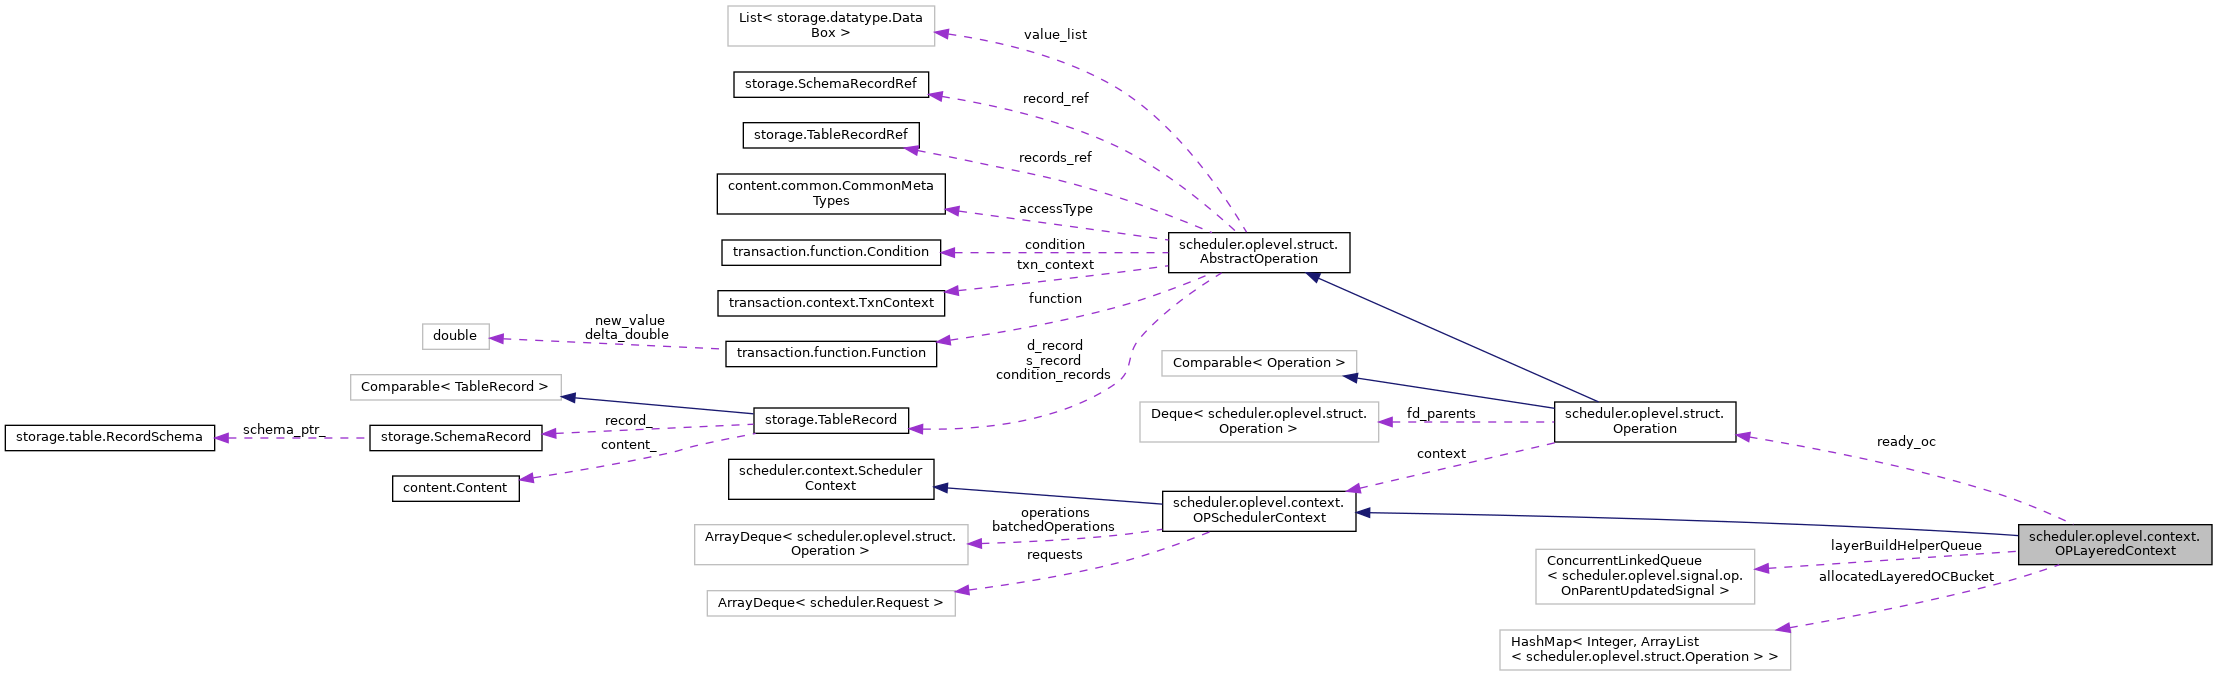 List< storage.datatype.Data
Box >
value_list
storage.SchemaRecordRef
record_ref
storage.TableRecordRef
records_ref
content.common.CommonMeta
Types
accessType
transaction.function.Condition
condition
scheduler.oplevel.struct.
AbstractOperation
txn_context
transaction.context.TxnContext
function
new_value
delta_double
double
transaction.function.Function
d_record
s_record
condition_records
Comparable< Operation >
Comparable< TableRecord >
Deque< scheduler.oplevel.struct.
Operation >
fd_parents
scheduler.oplevel.struct.
Operation
storage.TableRecord
record_
storage.SchemaRecord
schema_ptr_
storage.table.RecordSchema
content_
content.Content
ready_oc
context
scheduler.context.Scheduler
Context
scheduler.oplevel.context.
OPSchedulerContext
operations
batchedOperations
ArrayDeque< scheduler.oplevel.struct.
Operation >
requests
ArrayDeque< scheduler.Request >
scheduler.oplevel.context.
OPLayeredContext
layerBuildHelperQueue
ConcurrentLinkedQueue
< scheduler.oplevel.signal.op.
OnParentUpdatedSignal >
allocatedLayeredOCBucket
HashMap< Integer, ArrayList
< scheduler.oplevel.struct.Operation > >